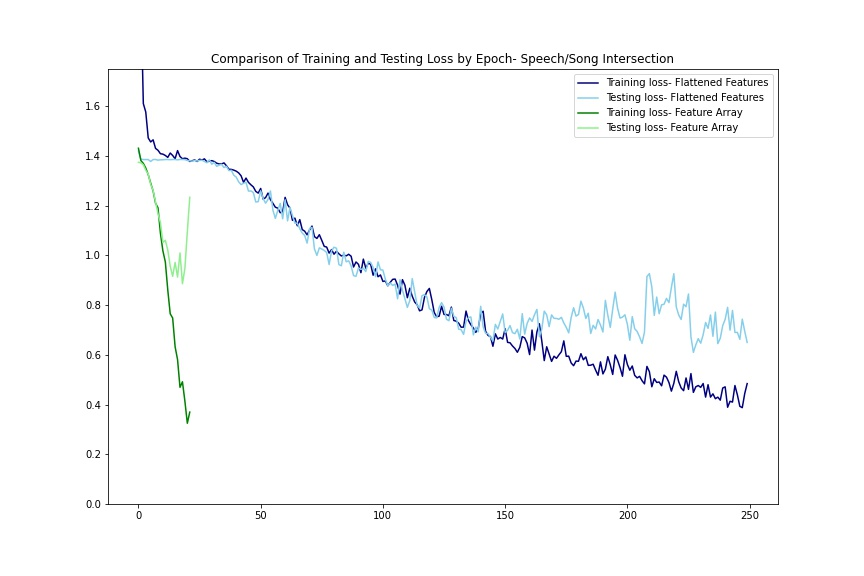 Comparison of Training and Testing Loss by Epoch- Speech/Song Intersection
Training loss- Flattened Features
Testing loss- Flattened Features
Training loss- Feature Array
Testing loss- Feature Array
1.6
1.4
1.2
1.0
0.8
0.6
0.4
0.2
0.0
0 50 100 150 200 250